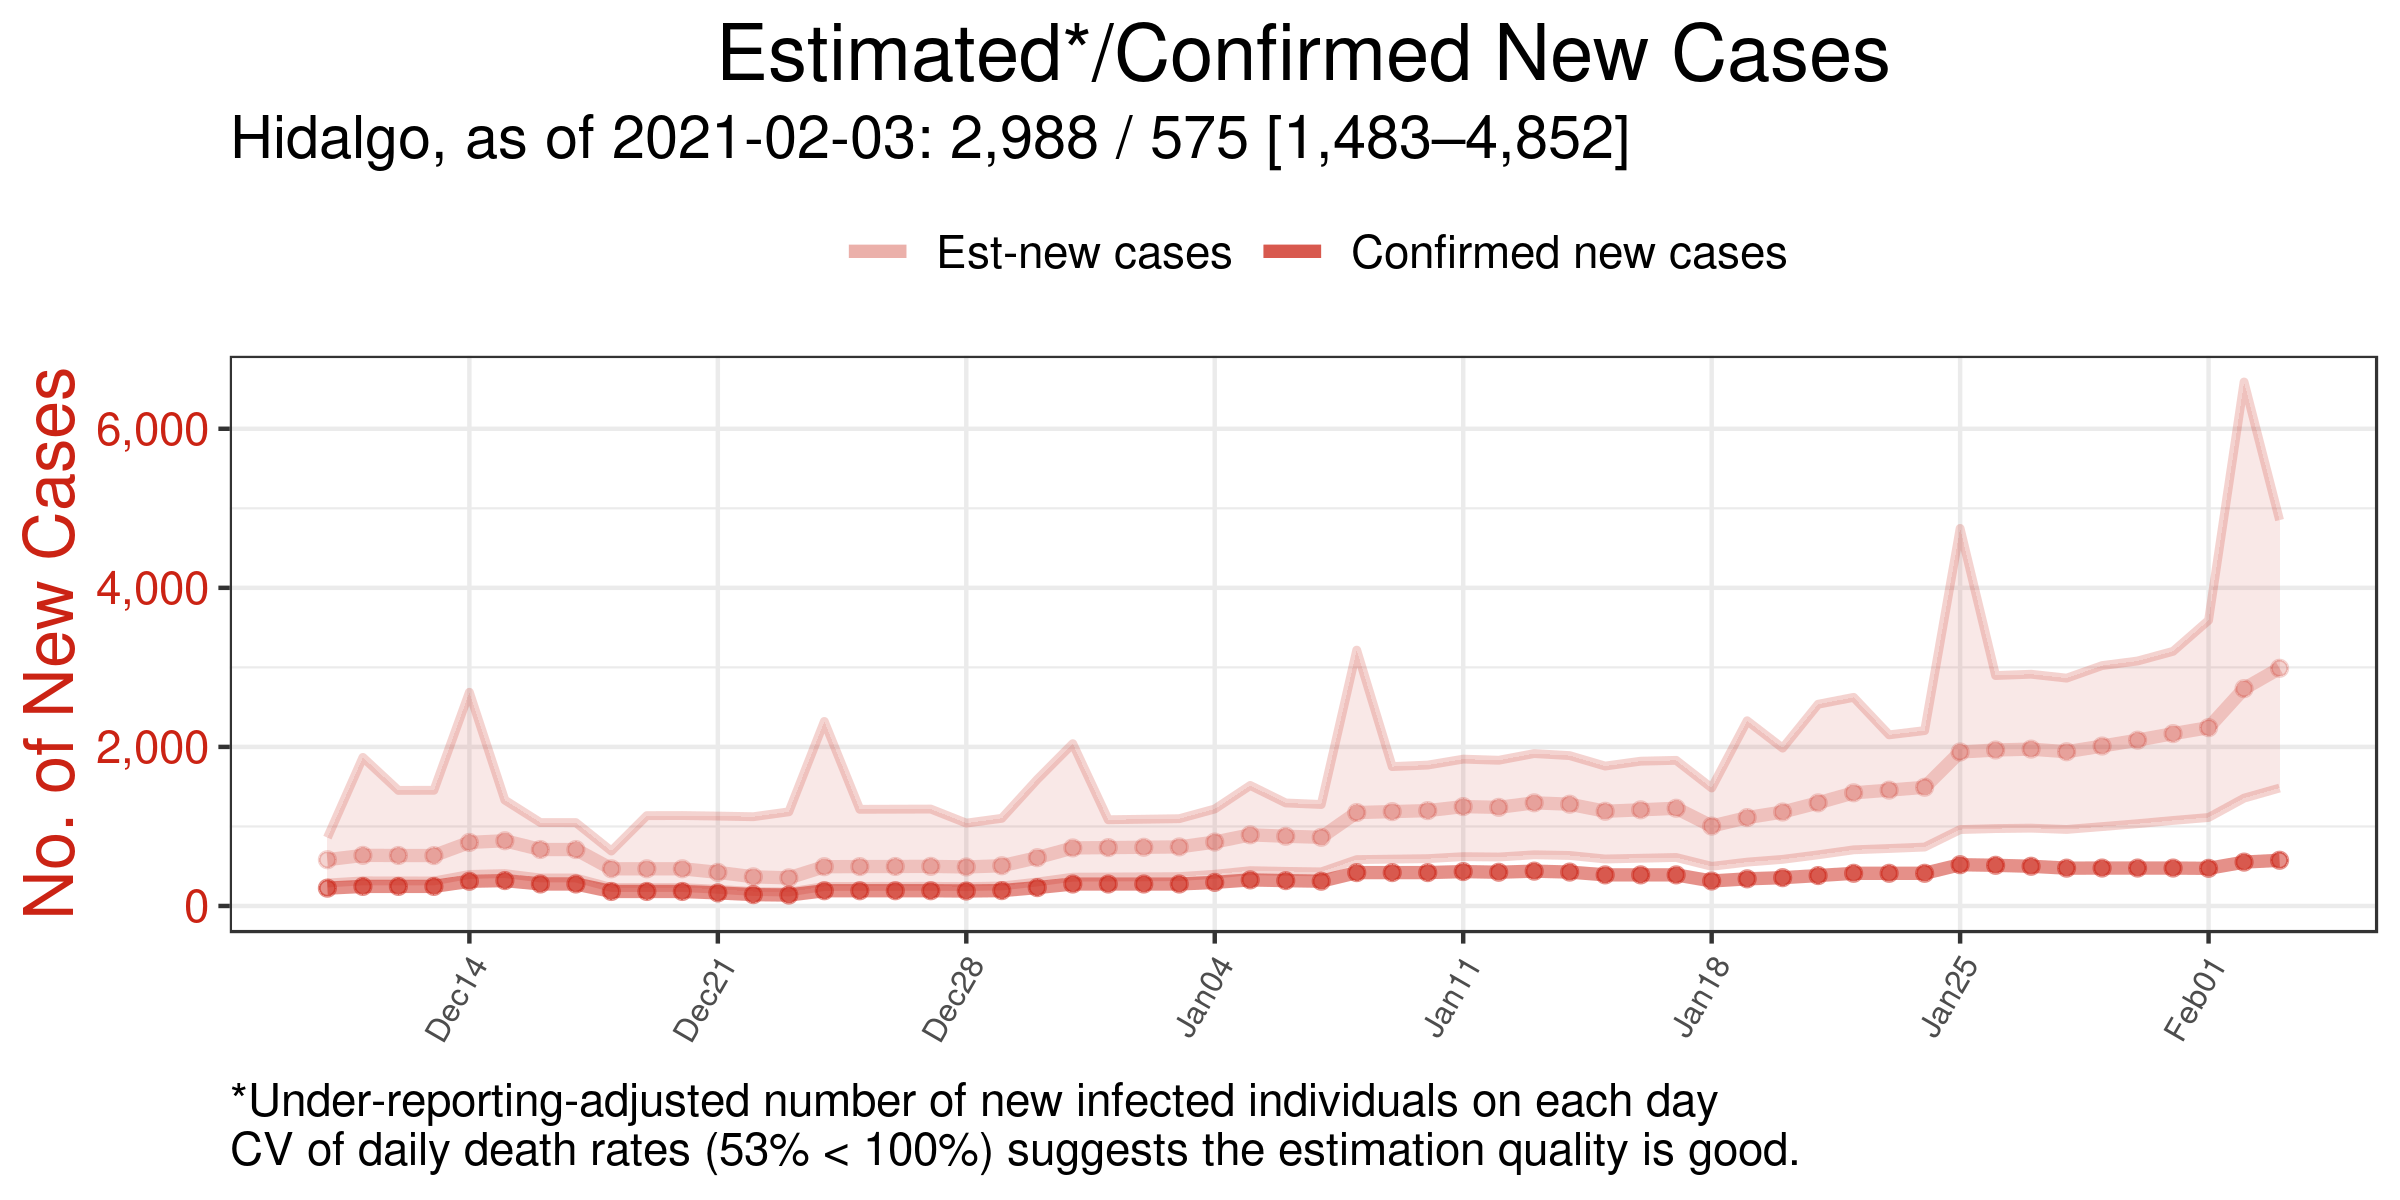 Estimated*/Confirmed New Cases
Hidalgo, as of 2021-02-03: 2,988 / 575 [1,483–4,852]
Est-new cases
Confirmed new cases
No. of New Cases
6,000
4,000
2,000
0
Dec14
Dec21
Dec28
Jan04
Jan11
Jan18
Jan25
Feb01
*Under-reporting-adjusted number of new infected individuals on each day
CV of daily death rates (53% < 100%) suggests the estimation quality is good.